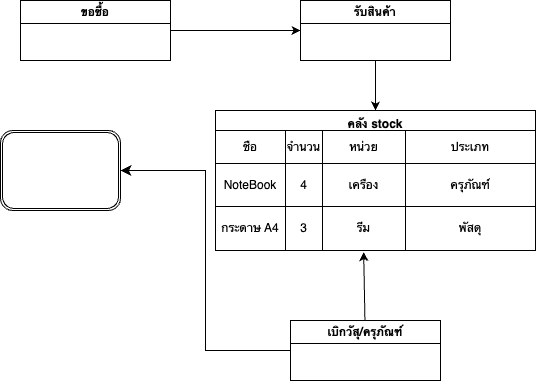 ขอซื้อ
รับสินค้า
คลัง stock
ชือ จำนวน หน่วย ประเภท
NoteBook 4 เครื่อง ครุภัณฑ์
กระดาษ A4 3 รีม พัสดุ
เบิกวัสุ/ครุภัณฑ์